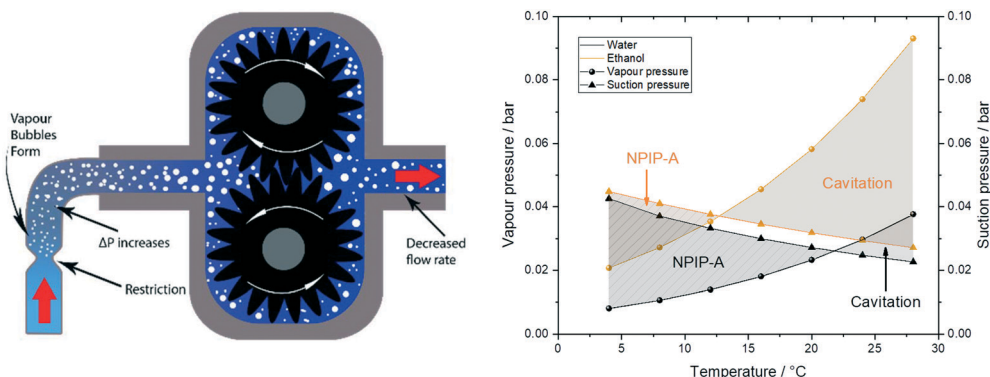 Vapour
Bubbles
Form
ΔP increases
Restriction
Decreased
flow rate
Vapour pressure / bar
0.10
0.08
0.06
0.04
0.02
0.00
Water
Ethanol
Vapour pressure
Suction pressure
NPIP-A
Cavitation
NPIP-A
Cavitation
0 5 10 15 20 25 30
Temperature / °C
0.10
0.08
0.06
0.04
0.02
0.00
Suction pressure / bar